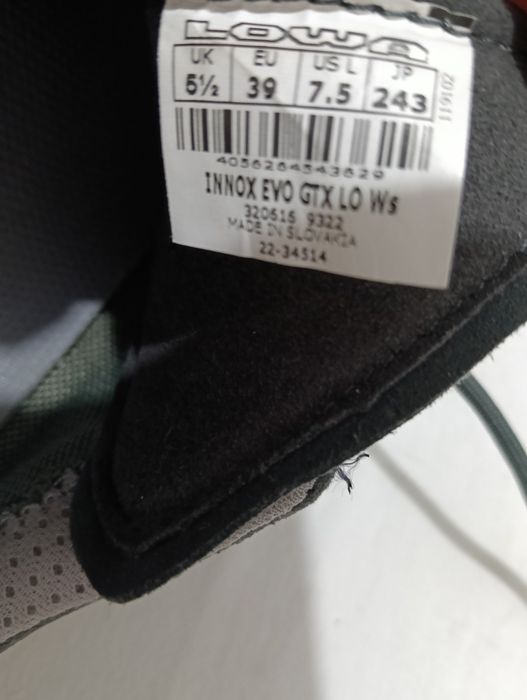 LOWA
UK EU US L JP
5½ 39 7.5 243
4056264543629
INNOX EVO GTX LO Ws
320616 9322
MADE IN SLOVAKIA
22-34514
119102